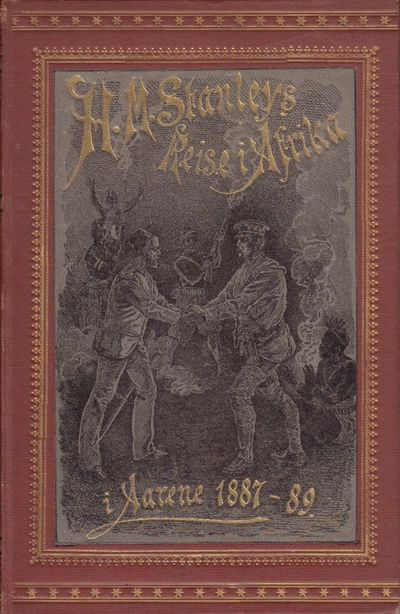 H. M. Stanleys
Reise i Afrika
i Aarene 1887-89.